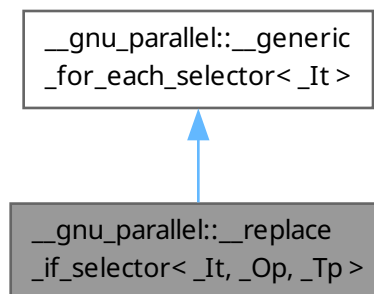 __gnu_parallel::__generic
_for_each_selector< _It >
__gnu_parallel::__replace
_if_selector< _It, _Op, _Tp >